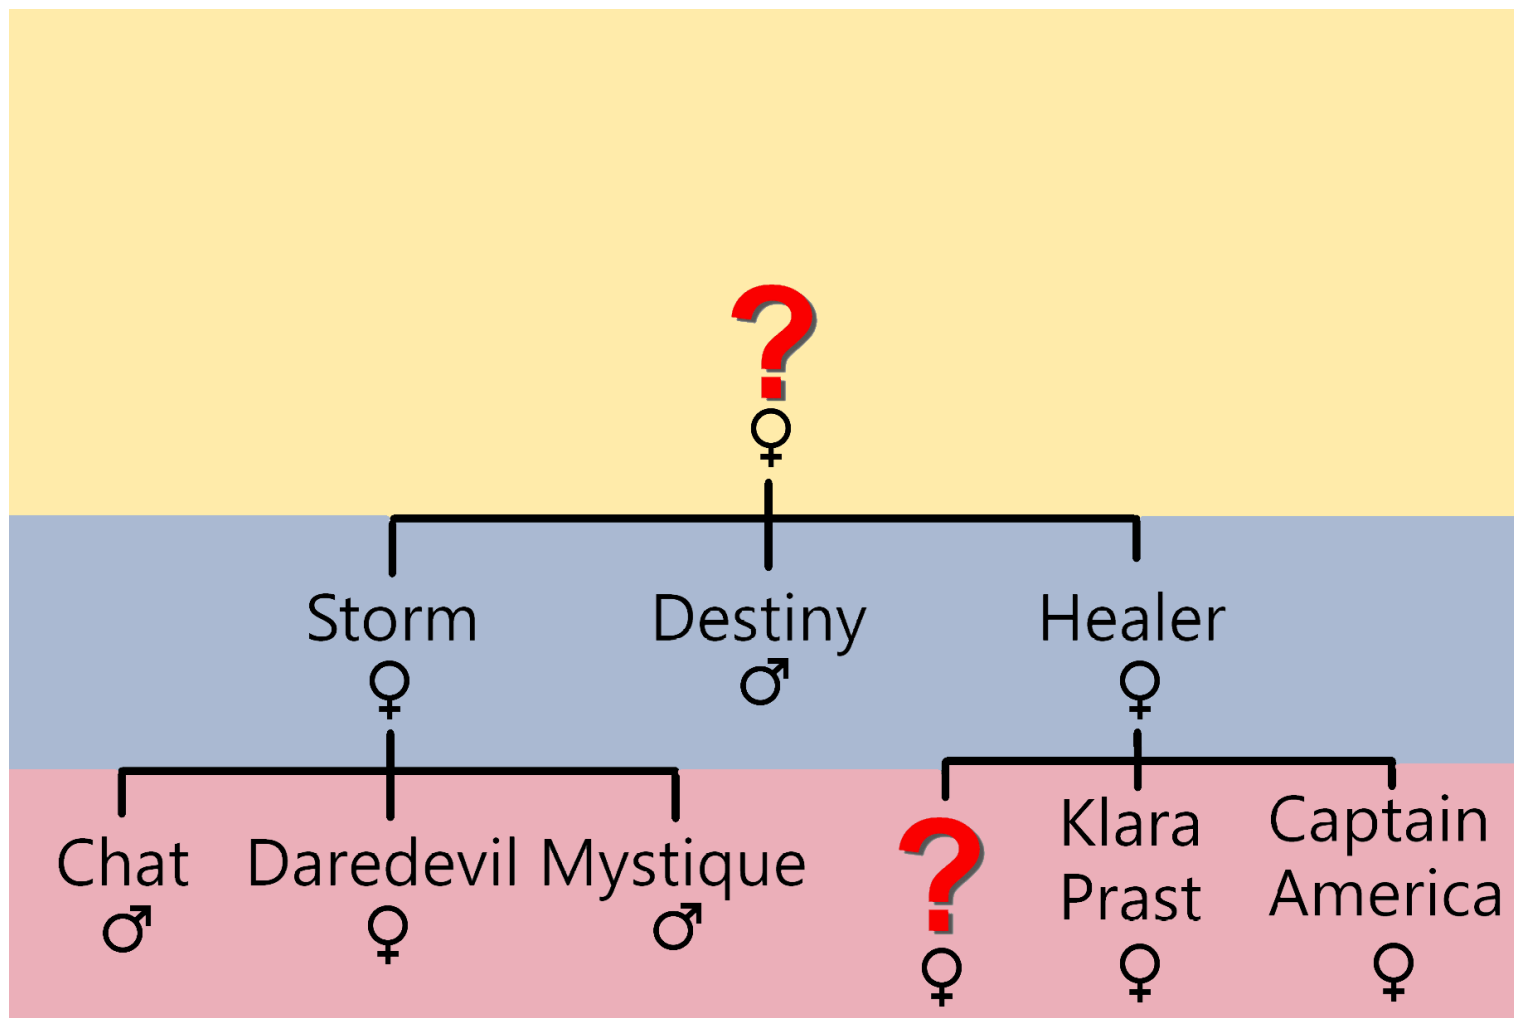 ?
♀
Storm
Destiny
Healer
♀
♂
♀
Chat
Daredevil
Mystique
?
Klara
Prast
Captain
America
♂
♀
♂
♀
♀
♀